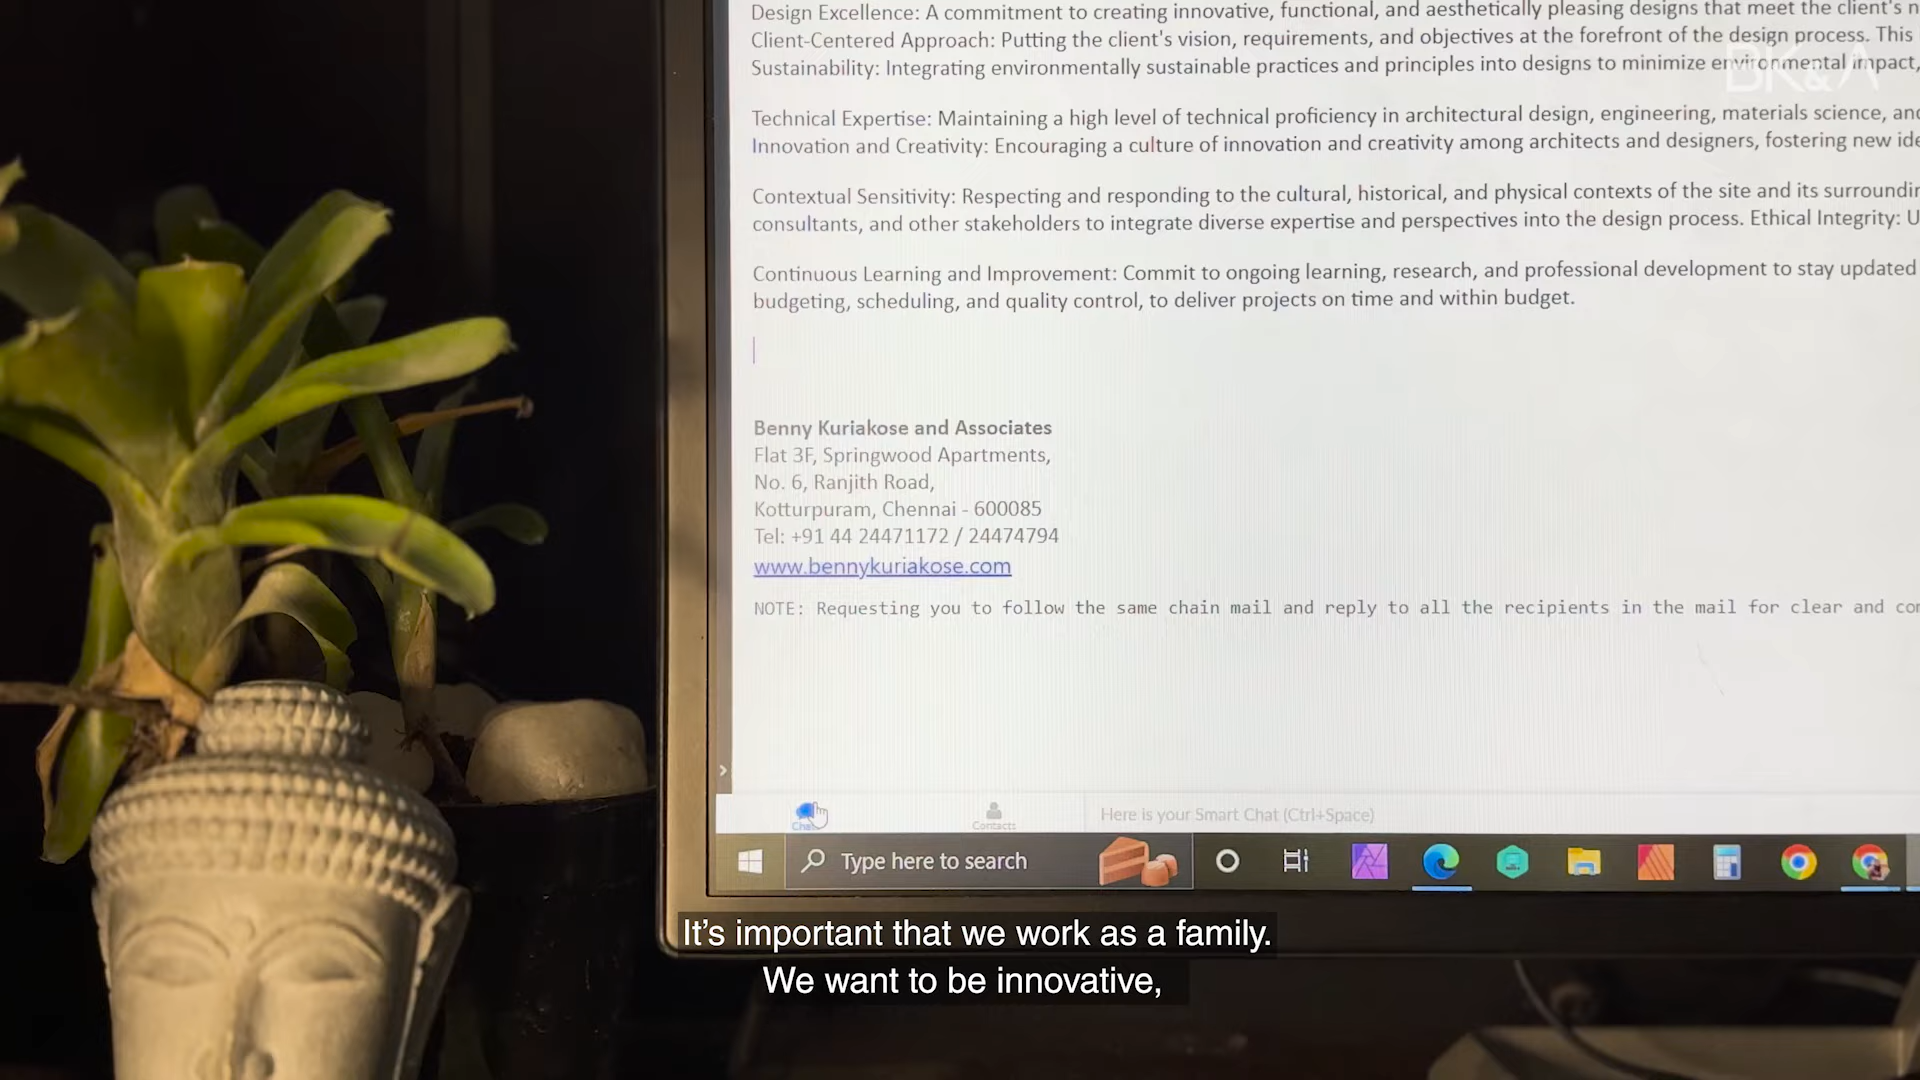 Design Excellence: A commitment to creating innovative, functional, and aesthetically pleasing designs that meet the client's
Client-Centered Approach: Putting the client's vision, requirements, and objectives at the forefront of the design process. This
Sustainability: Integrating environmentally sustainable practices and principles into designs to minimize environmental impact,
BK&A
Technical Expertise: Maintaining a high level of technical proficiency in architectural design, engineering, materials science,
Innovation and Creativity: Encouraging a culture of innovation and creativity among architects and designers, fostering new
Contextual Sensitivity: Respecting and responding to the cultural, historical, and physical contexts of the site and its
consultants, and other stakeholders to integrate diverse expertise and perspectives into the design process. Ethical Integrity:
Continuous Learning and Improvement: Commit to ongoing learning, research, and professional development to stay updated
budgeting, scheduling, and quality control, to deliver projects on time and within budget.
Benny Kuriakose and Associates
Flat 3F, Springwood Apartments,
No. 6, Ranjith Road,
Kotturpuram, Chennai - 600085
Tel: +91 44 24471172 / 24474794
www.bennykuriakose.com
NOTE: Requesting you to follow the same chain mail and reply to all the recipients in the mail for clear and
Contacts
Here is your Smart Chat (Ctrl+Space)
Type here to search
It's important that we work as a family.
We want to be innovative,